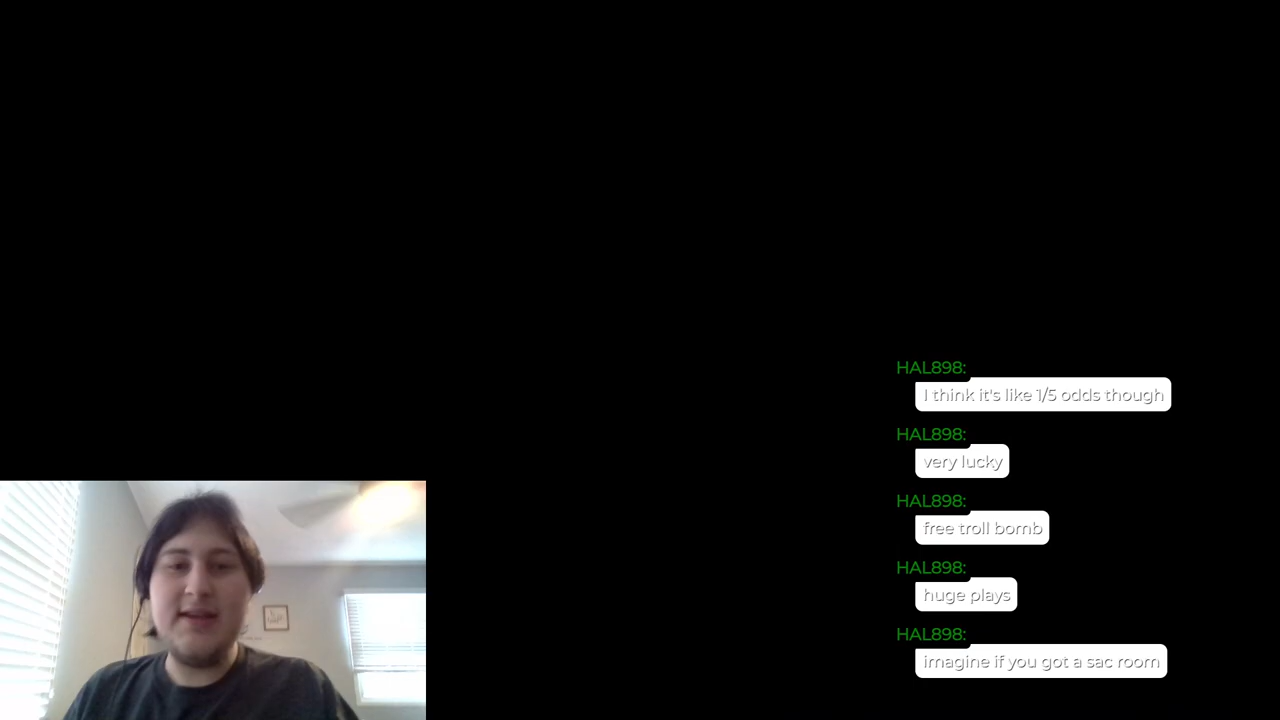 HAL898:
I think it's like 1/5 odds though
HAL898:
very lucky
HAL898:
free troll bomb
HAL898:
huge plays
HAL898:
imagine if you got a sac room